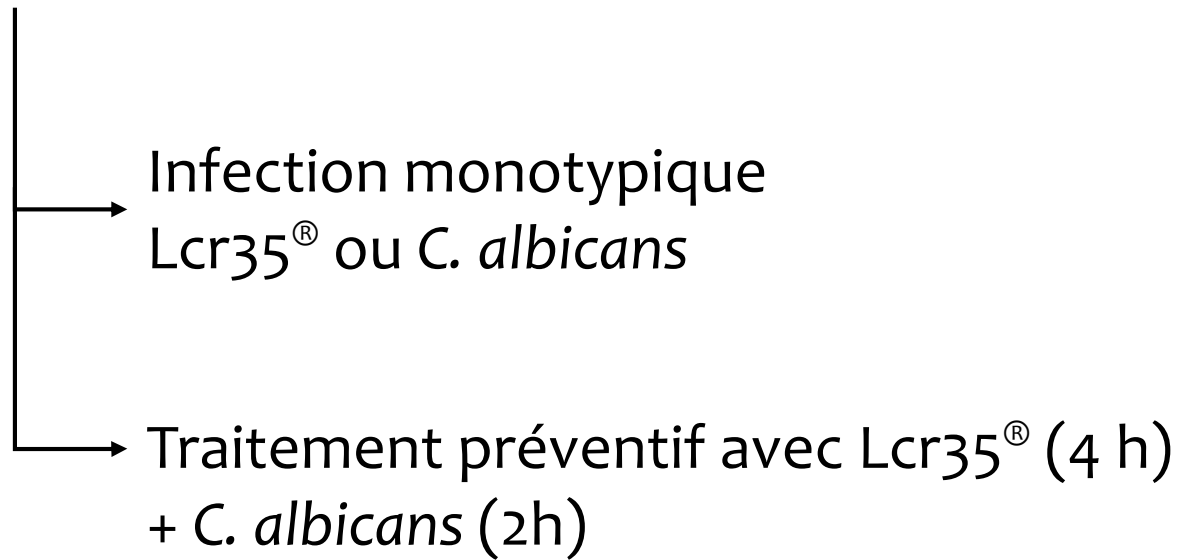 Infection monotypique
Lcr35® ou C. albicans
Traitement préventif avec Lcr35® (4 h)
+ C. albicans (2h)